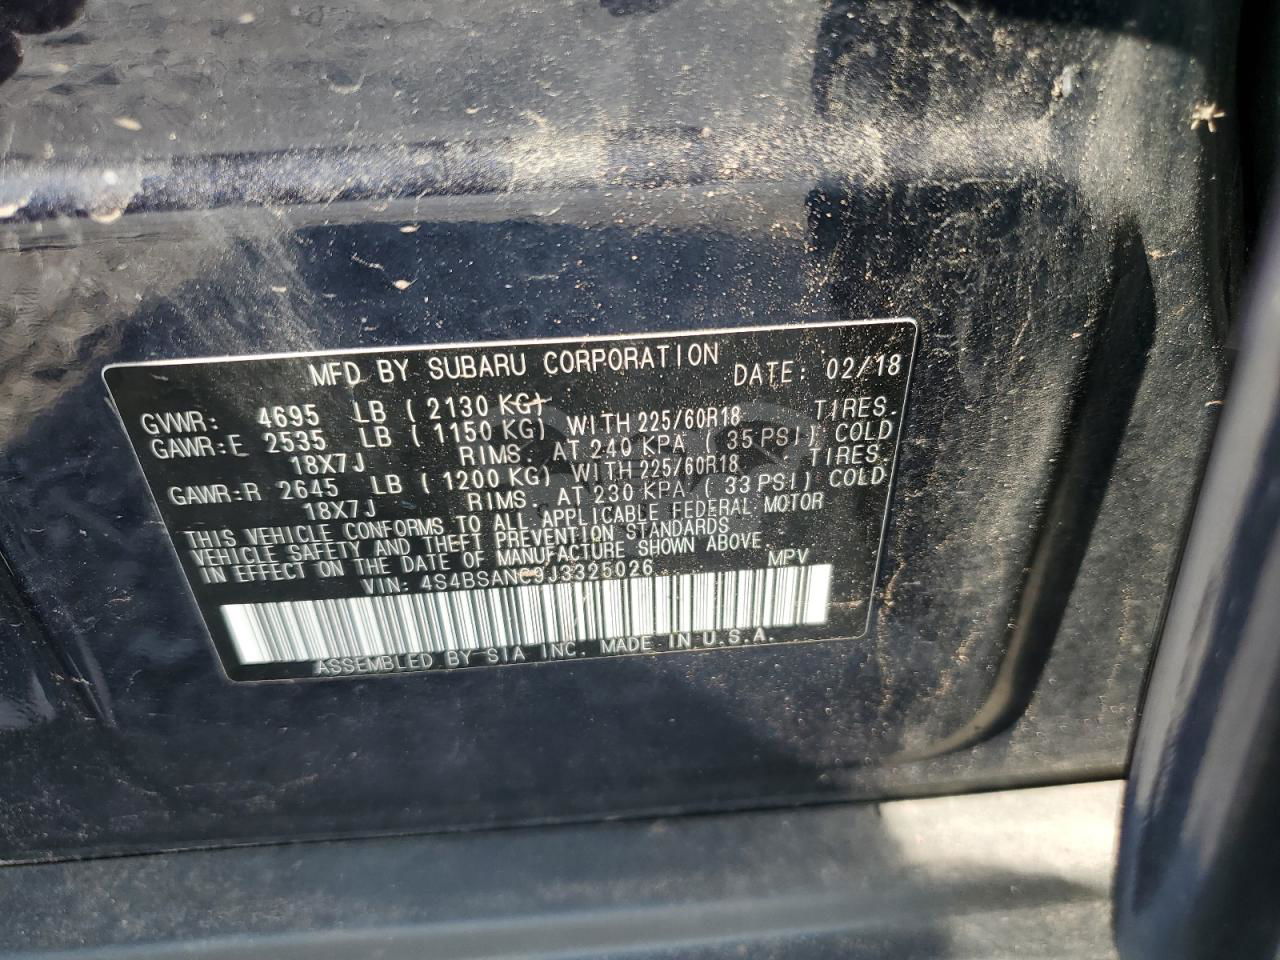 MFD BY SUBARU CORPORATION DATE: 02/18
GVWR: 4695 LB ( 2130 KG)
GAWR:E 2535 LB ( 1150 KG) WITH 225/60R18 TIRES.
18X7J RIMS. AT 240 KPA ( 35 PSI) COLD
GAWR:R 2645 LB ( 1200 KG) WITH 225/60R18 TIRES.
18X7J RIMS. AT 230 KPA ( 33 PSI) COLD
THIS VEHICLE CONFORMS TO ALL APPLICABLE FEDERAL MOTOR
VEHICLE SAFETY AND THEFT PREVENTION STANDARDS
IN EFFECT ON THE DATE OF MANUFACTURE SHOWN ABOVE
VIN: 4S4BSANC9J3325026 MPV
ASSEMBLED BY SIA INC. MADE IN U.S.A.